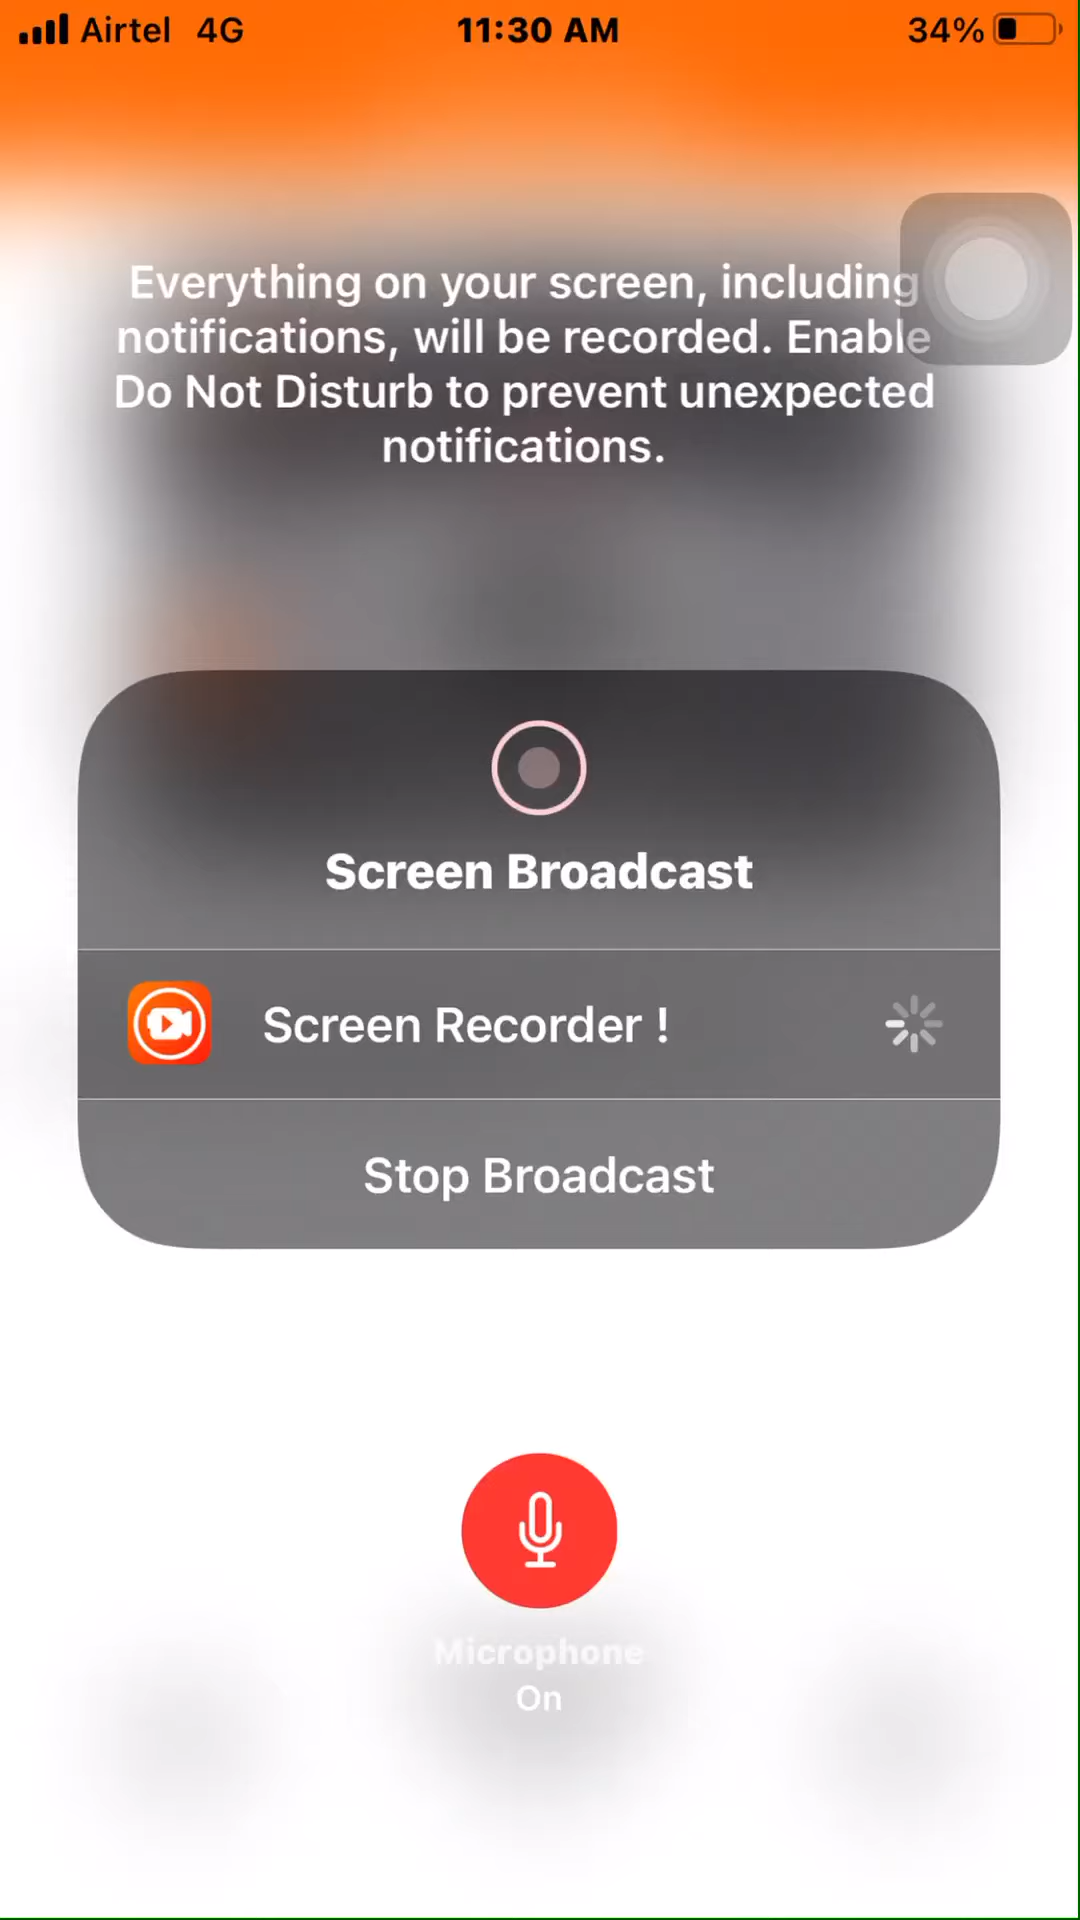 Airtel 4G 11:30 AM 34%
Everything on your screen, including
notifications, will be recorded. Enable
Do Not Disturb to prevent unexpected
notifications.
Screen Broadcast
Screen Recorder !
Stop Broadcast
Microphone
On